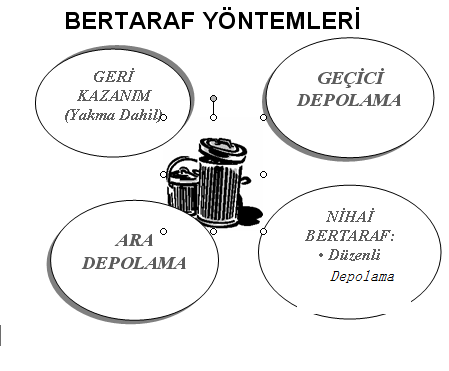 BERTARAF YÖNTEMLERİ
GERİ
KAZANIM
(Yakma Dahil)
GEÇİCİ
DEPOLAMA
ARA
DEPOLAMA
NİHAİ
BERTARAF:
• Düzenli
Depolama